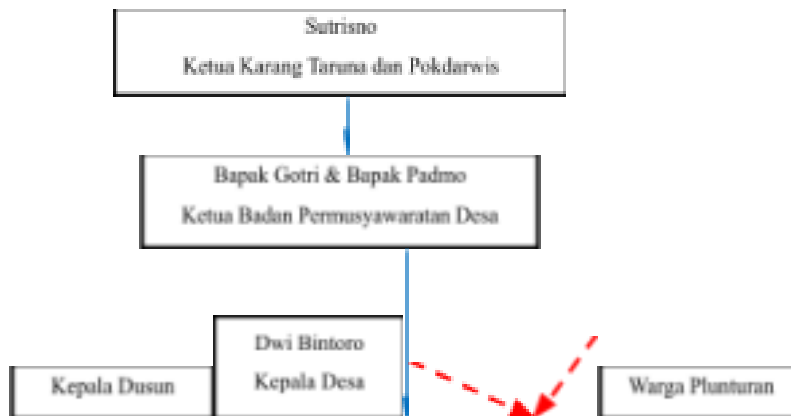 Sutrisno
Ketua Karang Taruna dan Pokdarwis
Bapak Gotri & Bapak Padmo
Ketua Badan Permusyawaratan Desa
Dwi Bintoro
Kepala Desa
Kepala Dusun
Warga Plunturan